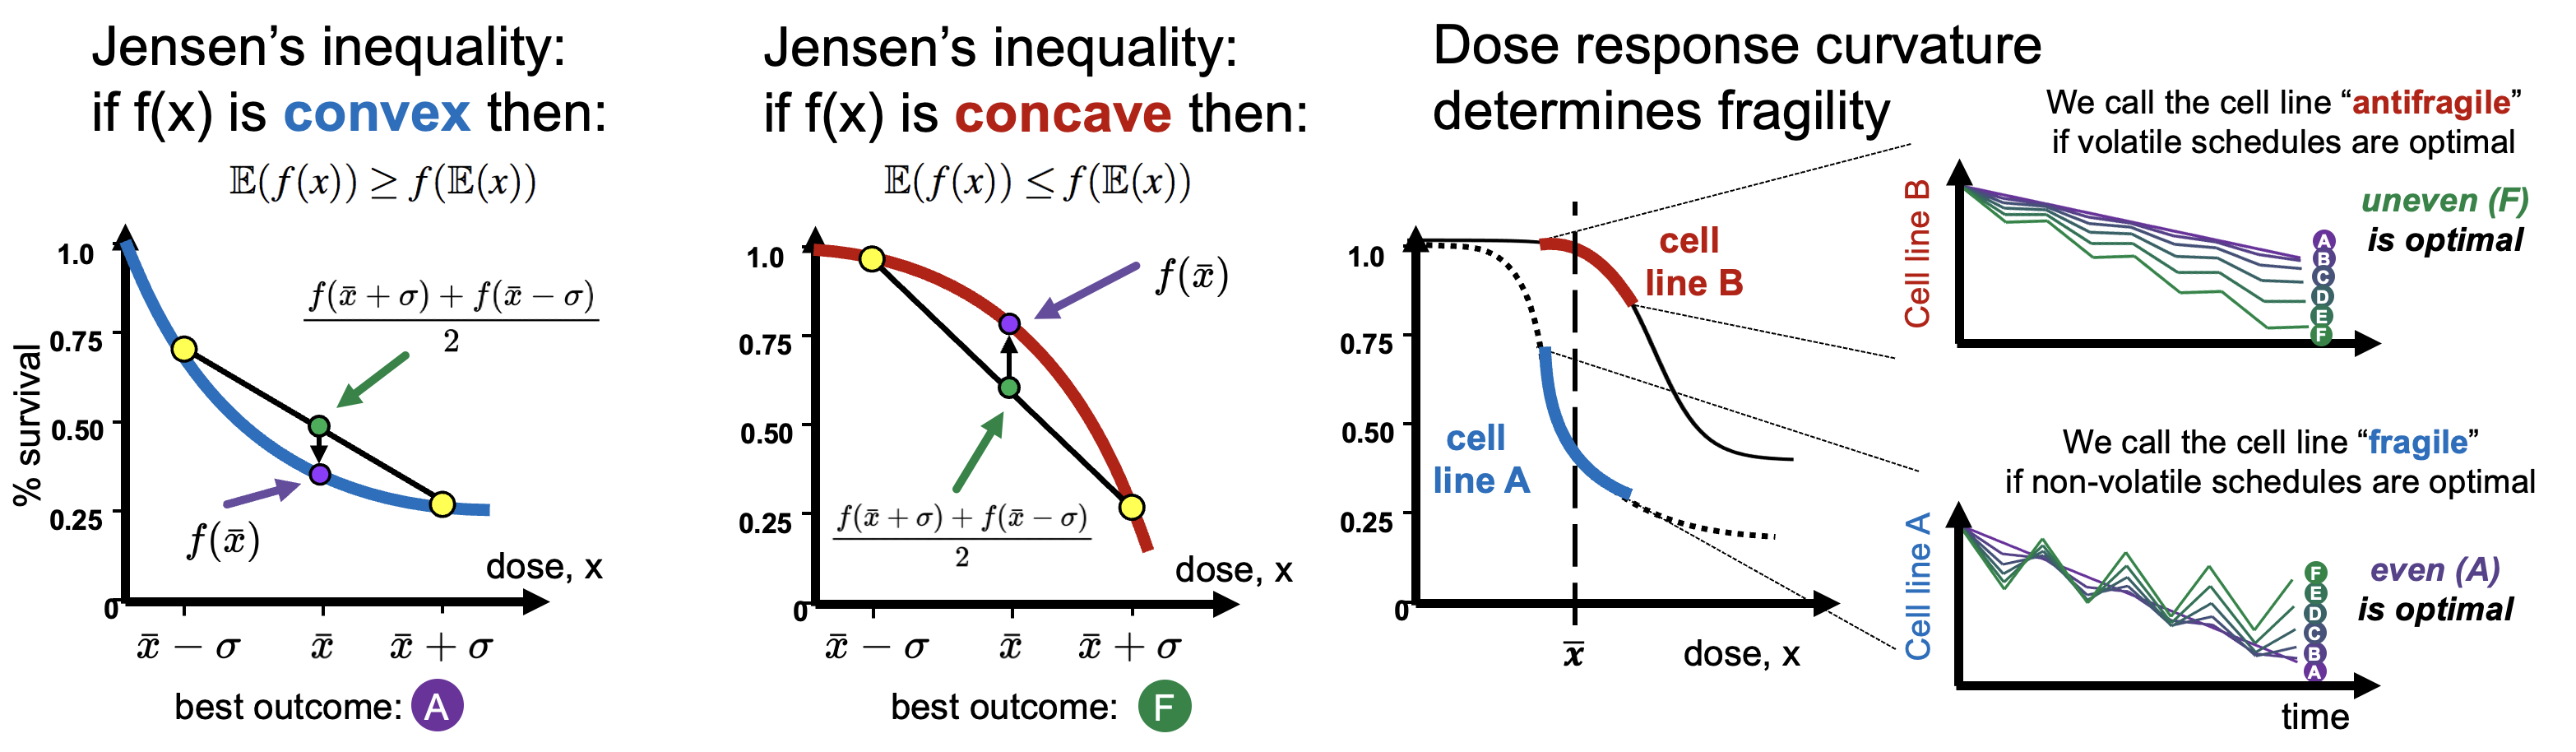 Jensen's inequality:
if f(x) is convex then:
𝔼(f(x)) ≥ f(𝔼(x))
% survival
1.0
0.75
0.50
0.25
0
f(x̄ + σ) + f(x̄ − σ)
2
f(x̄)
dose, x
x̄ − σ
x̄
x̄ + σ
best outcome: A
Jensen's inequality:
if f(x) is concave then:
𝔼(f(x)) ≤ f(𝔼(x))
1.0
0.75
0.50
0.25
0
f(x̄)
f(x̄ + σ) + f(x̄ − σ)
2
dose, x
x̄ − σ
x̄
x̄ + σ
best outcome: F
Dose response curvature
determines fragility
1.0
0.75
0.50
0.25
0
cell
line B
cell
line A
x̄
dose, x
We call the cell line “antifragile”
if volatile schedules are optimal
Cell line B
uneven (F)
is optimal
A
B
C
D
E
F
We call the cell line “fragile”
if non-volatile schedules are optimal
Cell line A
even (A)
is optimal
F
E
D
C
B
A
time